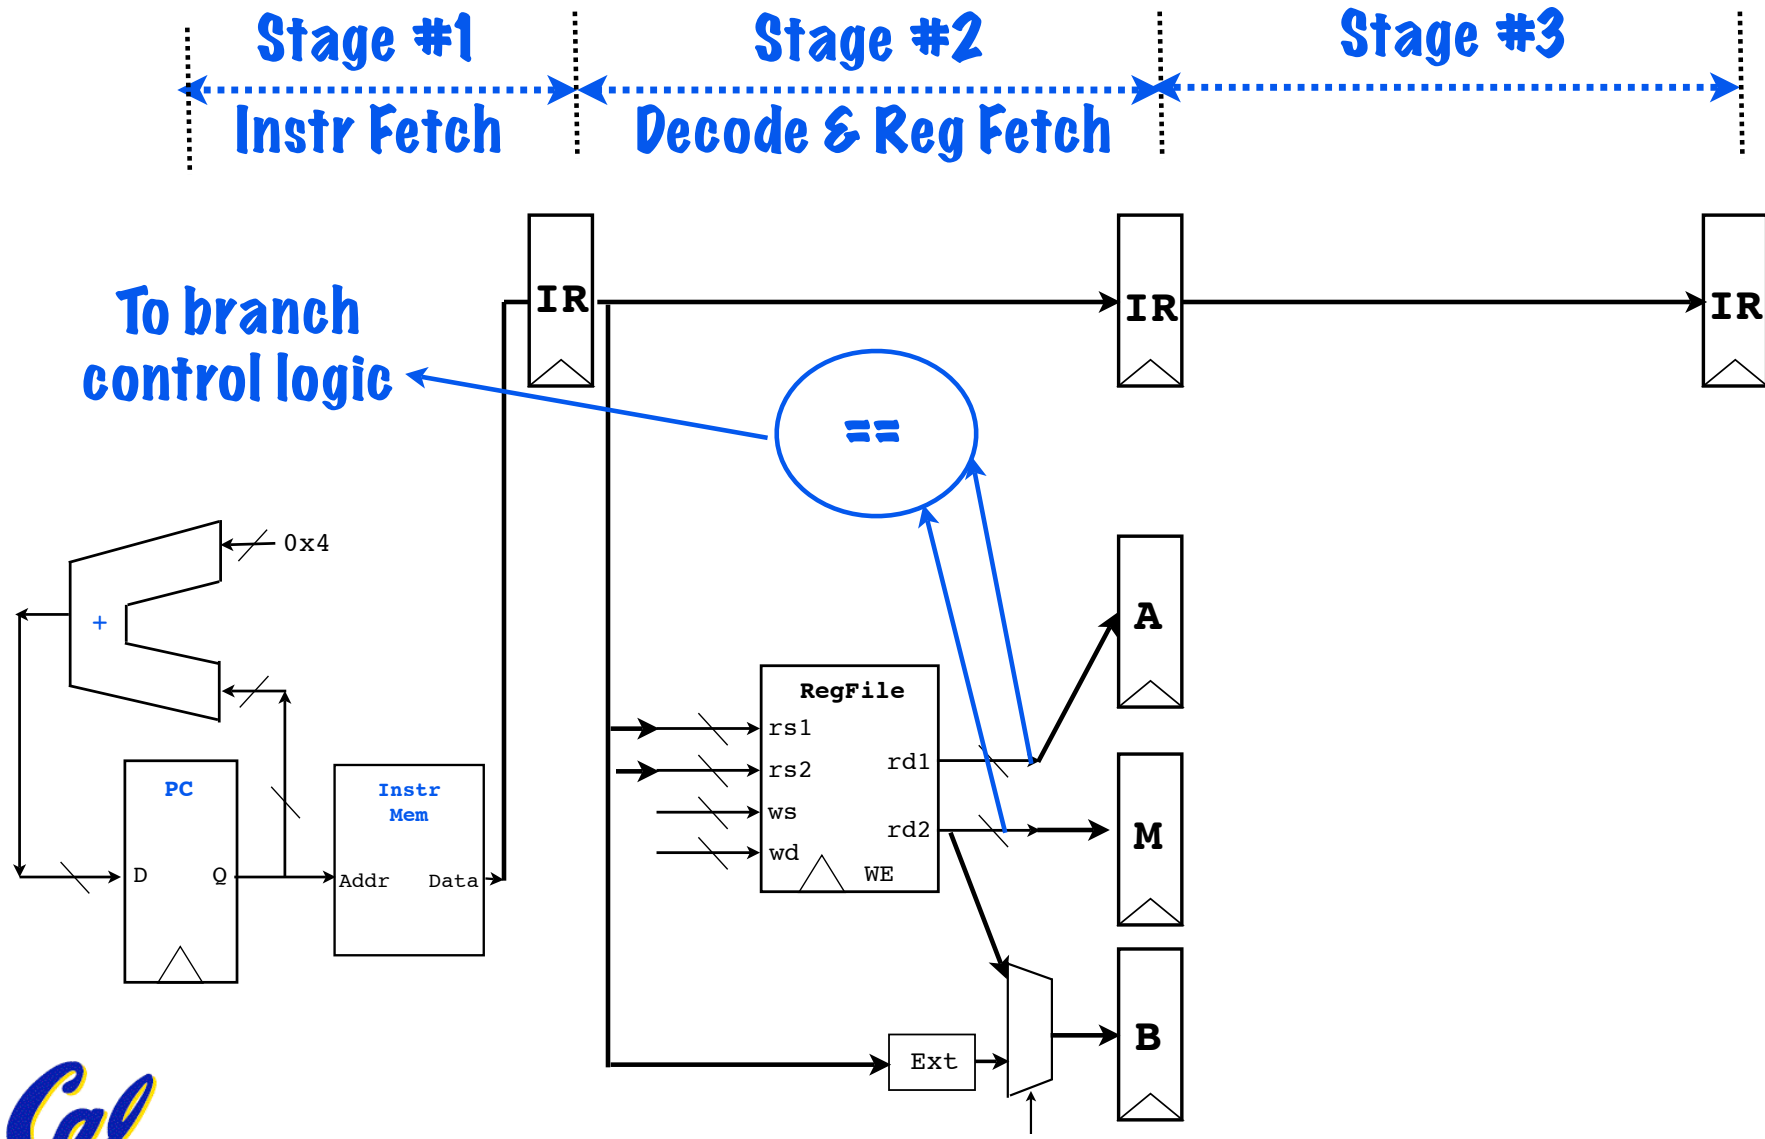 Stage #1
Stage #2
Stage #3
Instr Fetch
Decode & Reg Fetch
IR
IR
IR
To branch
control logic
==
0x4
+
A
RegFile
rs1
rs2
ws
wd
rd1
rd2
WE
PC
D
Q
Instr
Mem
Addr
Data
M
B
Ext
Cal